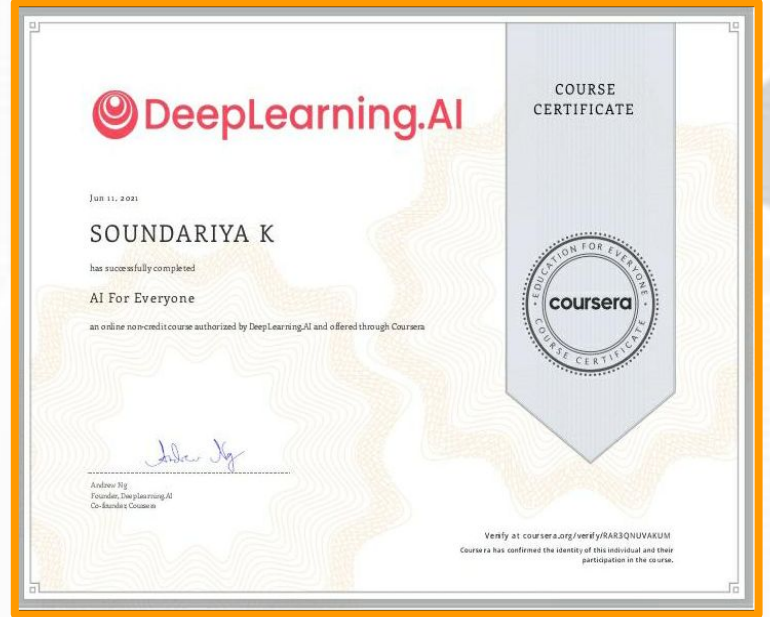 DeepLearning.AI
COURSE
CERTIFICATE
Jun 11, 2021
SOUNDARIYA K
has successfully completed
AI For Everyone
an online non-credit course authorized by DeepLearning.AI and offered through Coursera
EDUCATION FOR EVERYONE
coursera
COURSE CERTIFICATE
Andrew Ng
Andrew Ng
Founder, DeepLearning.AI
Co-founder, Coursera
Verify at coursera.org/verify/RAR3QNUVAKUM
Coursera has confirmed the identity of this individual and their
participation in the course.